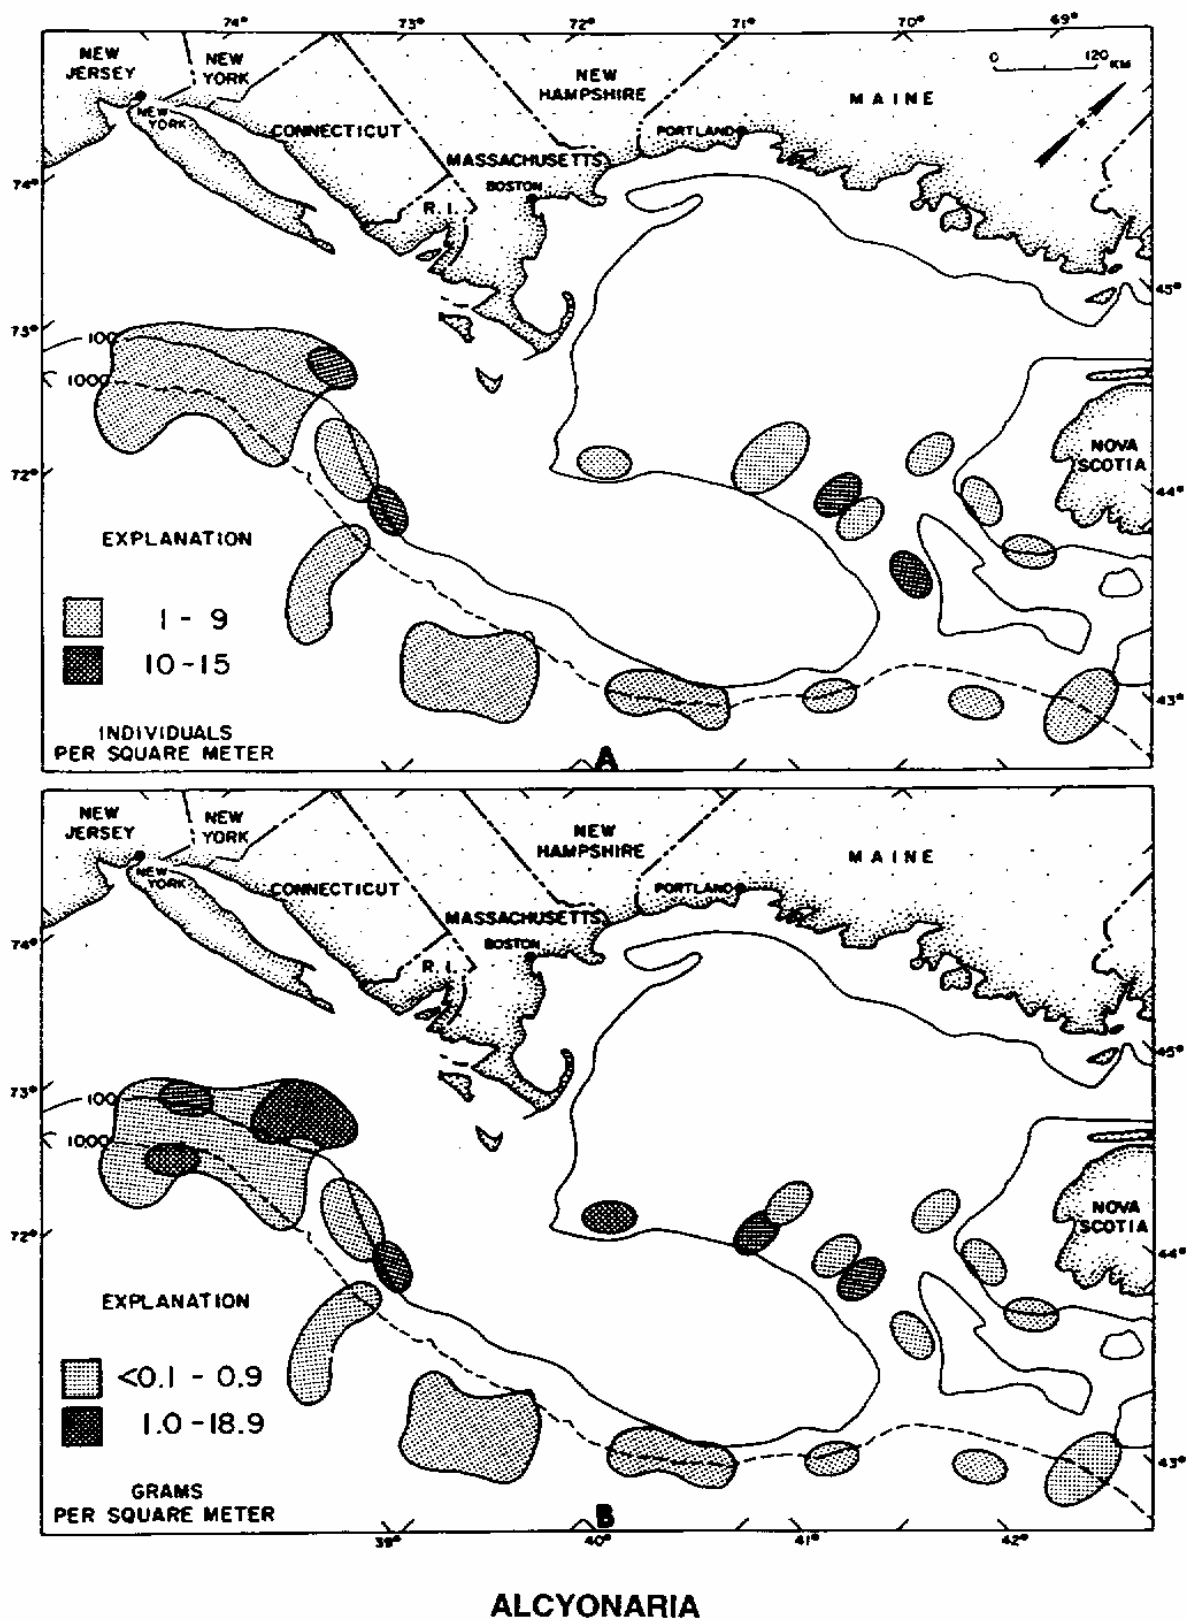 74° 73° 72° 71° 70° 69°
NEW
JERSEY
NEW
YORK
NEW
YORK
CONNECTICUT
NEW
HAMPSHIRE
MASSACHUSETTS
BOSTON
R. I.
PORTLAND
MAINE
0 120 KM
74°
73°
72°
100
1000
45°
44°
43°
NOVA
SCOTIA
EXPLANATION
1 - 9
10 - 15
INDIVIDUALS
PER SQUARE METER
A
NEW
JERSEY
NEW
YORK
NEW
YORK
CONNECTICUT
NEW
HAMPSHIRE
MASSACHUSETTS
BOSTON
R. I.
PORTLAND
MAINE
74°
73°
72°
100
1000
45°
44°
43°
NOVA
SCOTIA
EXPLANATION
<0.1 - 0.9
1.0 - 18.9
GRAMS
PER SQUARE METER
B
39° 40° 41° 42°
ALCYONARIA